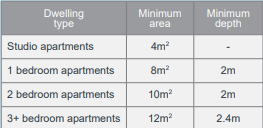 Dwelling type Minimum area Minimum depth
Studio apartments 4m² -
1 bedroom apartments 8m² 2m
2 bedroom apartments 10m² 2m
3+ bedroom apartments 12m² 2.4m